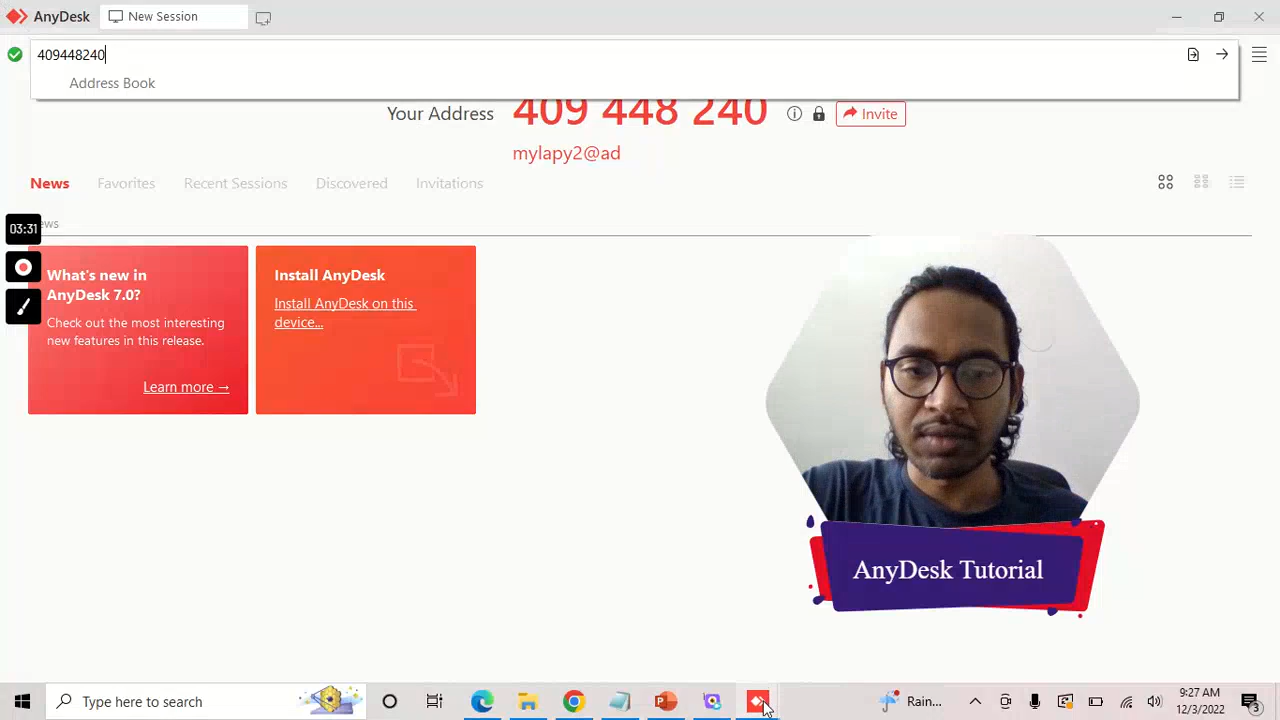 AnyDesk
New Session
409448240
Address Book
Your Address
409 448 240
Invite
mylapy2@ad
News
Favorites
Recent Sessions
Discovered
Invitations
ews
03:31
What's new in
AnyDesk 7.0?
Check out the most interesting
new features in this release.
Learn more →
Install AnyDesk
Install AnyDesk on this
device...
AnyDesk Tutorial
Type here to search
Rain...
9:27 AM
12/3/2022
3